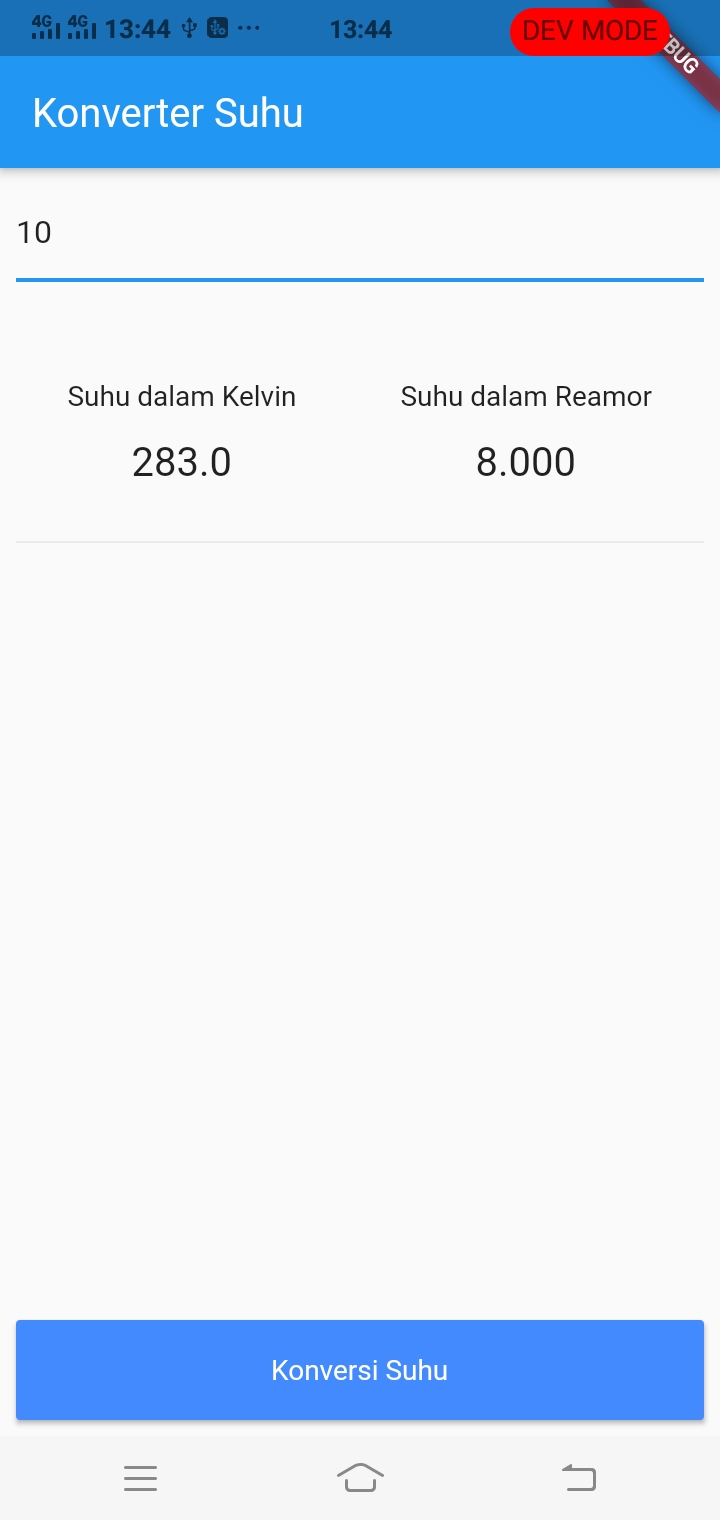 4G 4G 13:44 ... 13:44 DEV MODE
BUG
Konverter Suhu
10
Suhu dalam Kelvin Suhu dalam Reamor
283.0 8.000
Konversi Suhu